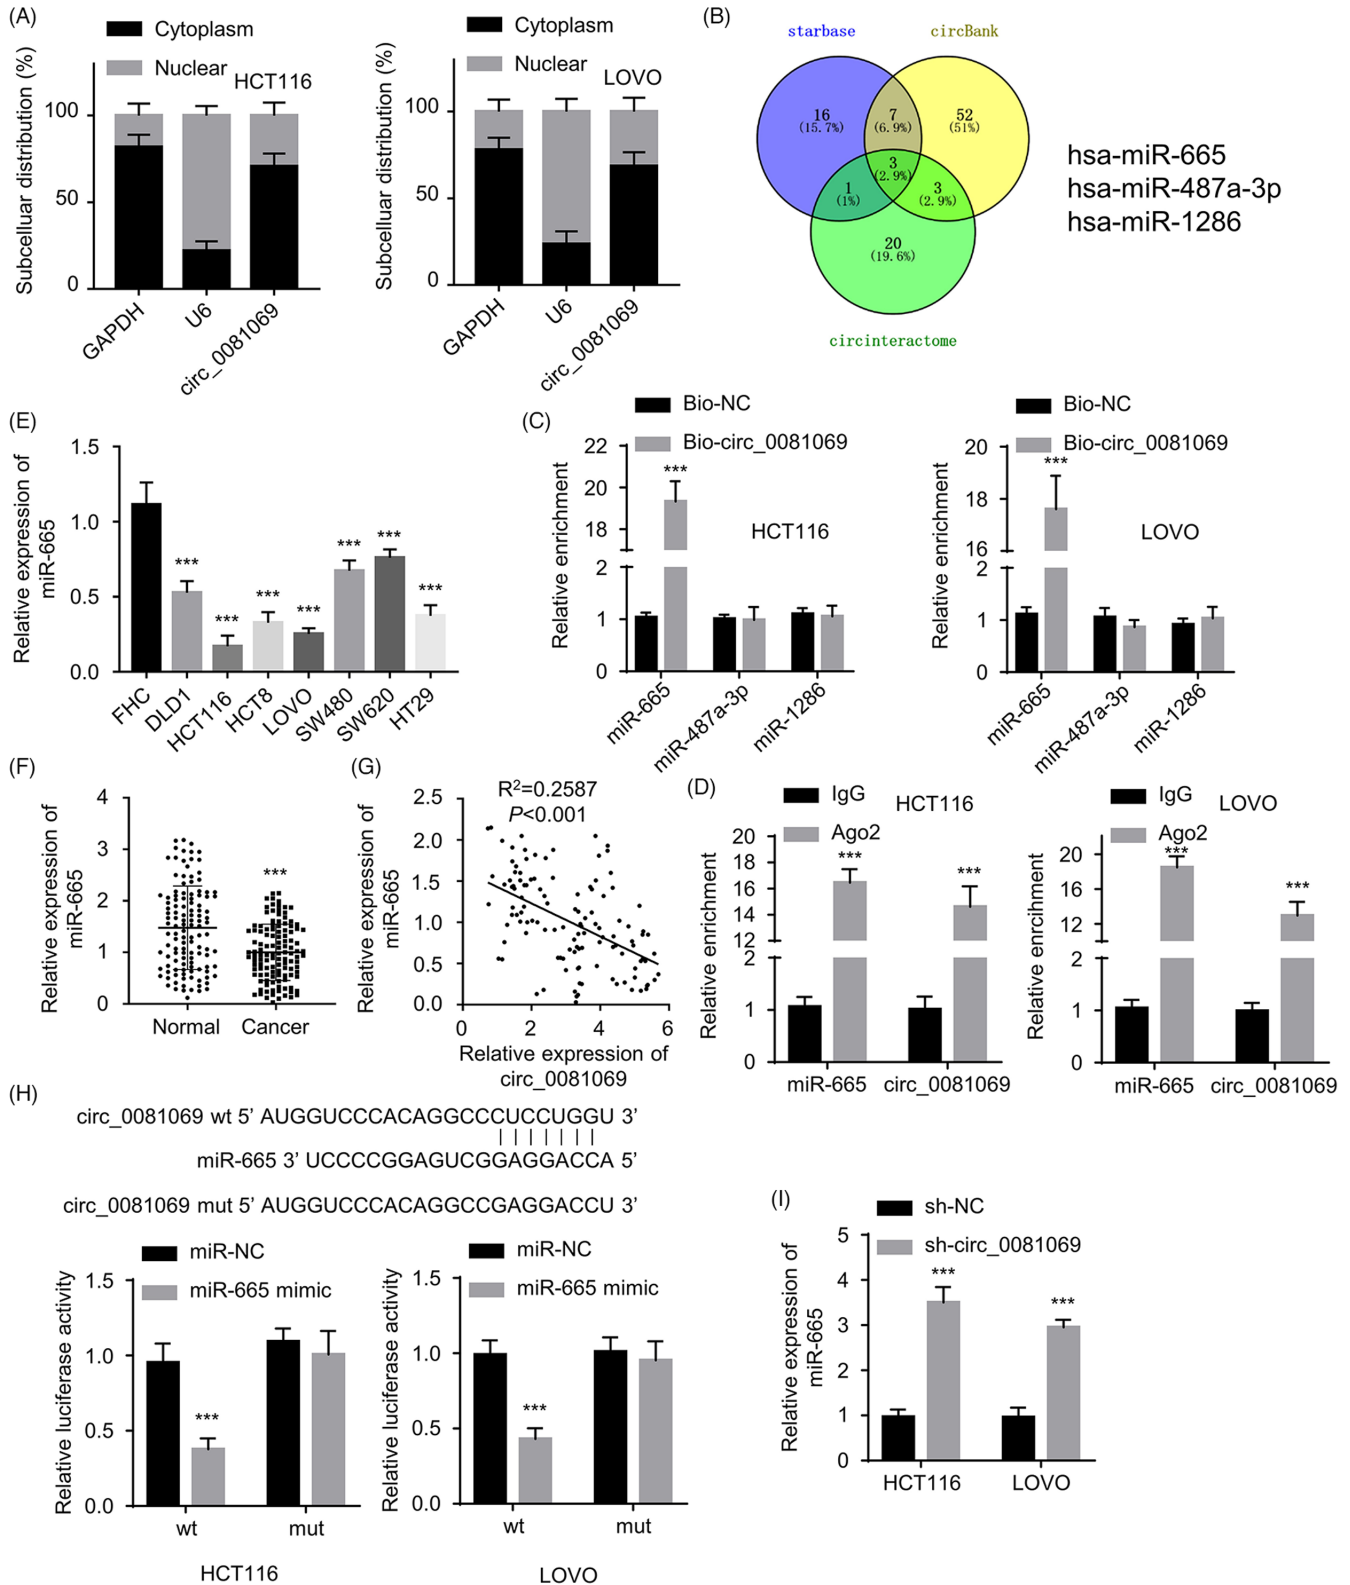 (A)
Cytoplasm
Nuclear
HCT116
Subcelluar distribution (%)
100
50
0
GAPDH
U6
circ_0081069
Cytoplasm
Nuclear
LOVO
Subcelluar distribution (%)
100
50
0
GAPDH
U6
circ_0081069
(B)
starbase
circBank
16
(15.7%)
7
(6.9%)
52
(51%)
3
(2.9%)
1
(1%)
3
(2.9%)
20
(19.6%)
circinteractome
hsa-miR-665
hsa-miR-487a-3p
hsa-miR-1286
(E)
Relative expression of
miR-665
1.5
1.0
0.5
0.0
***
***
***
***
***
***
***
FHC
DLD1
HCT116
HCT8
LOVO
SW480
SW620
HT29
(C)
Bio-NC
Bio-circ_0081069
Relative enrichment
22
20
18
2
1
0
***
HCT116
miR-665
miR-487a-3p
miR-1286
Bio-NC
Bio-circ_0081069
Relative enrichment
20
18
16
2
1
0
***
LOVO
miR-665
miR-487a-3p
miR-1286
(F)
Relative expression of
miR-665
4
3
2
1
0
***
Normal
Cancer
(G)
R²=0.2587
P<0.001
Relative expression of
miR-665
2.5
2.0
1.5
1.0
0.5
0.0
0
2
4
6
Relative expression of
circ_0081069
(D)
IgG
Ago2
HCT116
Relative enrichment
20
18
16
14
12
2
1
0
***
***
miR-665
circ_0081069
IgG
Ago2
LOVO
Relative enrcihment
20
16
12
2
1
0
***
***
miR-665
circ_0081069
(H)
circ_0081069 wt 5’ AUGGUCCCACAGGCCCUCCUGGU 3’
miR-665 3’ UCCCCGGAGUCGGAGGACCA 5’
circ_0081069 mut 5’ AUGGUCCCACAGGCCGAGGACCU 3’
miR-NC
miR-665 mimic
Relative luciferase activity
1.5
1.0
0.5
0.0
***
wt
mut
HCT116
miR-NC
miR-665 mimic
Relative luciferase activity
1.5
1.0
0.5
0.0
***
wt
mut
LOVO
(I)
sh-NC
sh-circ_0081069
Relative expression of
miR-665
5
4
3
2
1
0
***
***
HCT116
LOVO